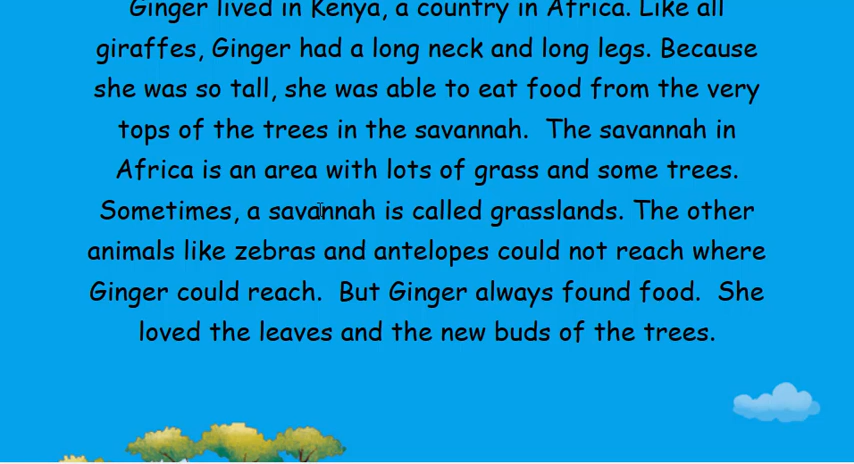 Ginger lived in Kenya, a country in Africa. Like all
giraffes, Ginger had a long neck and long legs. Because
she was so tall, she was able to eat food from the very
tops of the trees in the savannah.  The savannah in
Africa is an area with lots of grass and some trees.
Sometimes, a savannah is called grasslands. The other
animals like zebras and antelopes could not reach where
Ginger could reach.  But Ginger always found food.  She
loved the leaves and the new buds of the trees.